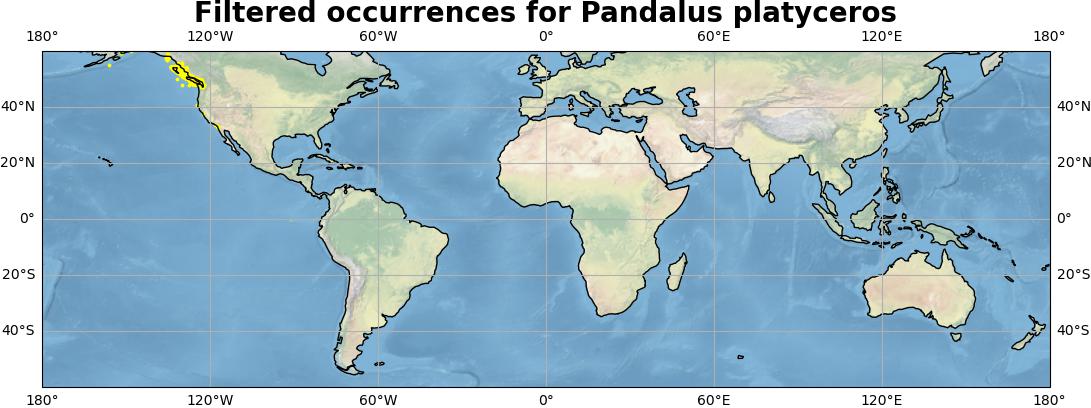 Filtered occurrences for Pandalus platyceros
180° 120°W 60°W 0° 60°E 120°E 180°
40°N 40°N
20°N 20°N
0° 0°
20°S 20°S
40°S 40°S
180° 120°W 60°W 0° 60°E 120°E 180°